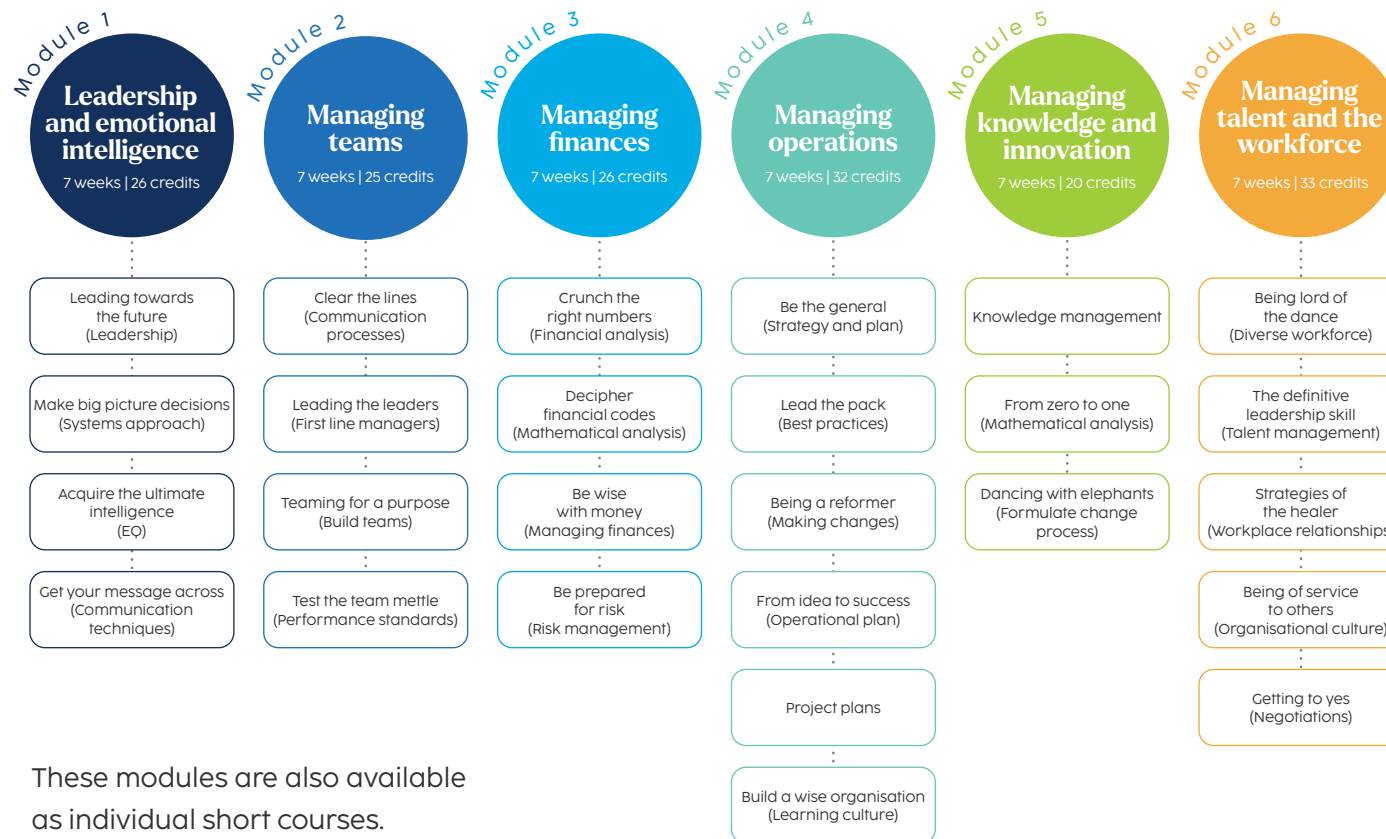 Module 1
Leadership
and emotional
intelligence
7 weeks | 26 credits
Leading towards
the future
(Leadership)
Make big picture decisions
(Systems approach)
Acquire the ultimate
intelligence
(EQ)
Get your message across
(Communication
techniques)
Module 2
Managing
teams
7 weeks | 25 credits
Clear the lines
(Communication
processes)
Leading the leaders
(First line managers)
Teaming for a purpose
(Build teams)
Test the team mettle
(Performance standards)
Module 3
Managing
finances
7 weeks | 26 credits
Crunch the
right numbers
(Financial analysis)
Decipher
financial codes
(Mathematical analysis)
Be wise
with money
(Managing finances)
Be prepared
for risk
(Risk management)
Module 4
Managing
operations
7 weeks | 32 credits
Be the general
(Strategy and plan)
Lead the pack
(Best practices)
Being a reformer
(Making changes)
From idea to success
(Operational plan)
Project plans
Build a wise organisation
(Learning culture)
Module 5
Managing
knowledge and
innovation
7 weeks | 20 credits
Knowledge management
From zero to one
(Mathematical analysis)
Dancing with elephants
(Formulate change
process)
Module 6
Managing
talent and the
workforce
7 weeks | 33 credits
Being lord of
the dance
(Diverse workforce)
The definitive
leadership skill
(Talent management)
Strategies of
the healer
(Workplace relationships
Being of service
to others
(Organisational culture)
Getting to yes
(Negotiations)
These modules are also available
as individual short courses.